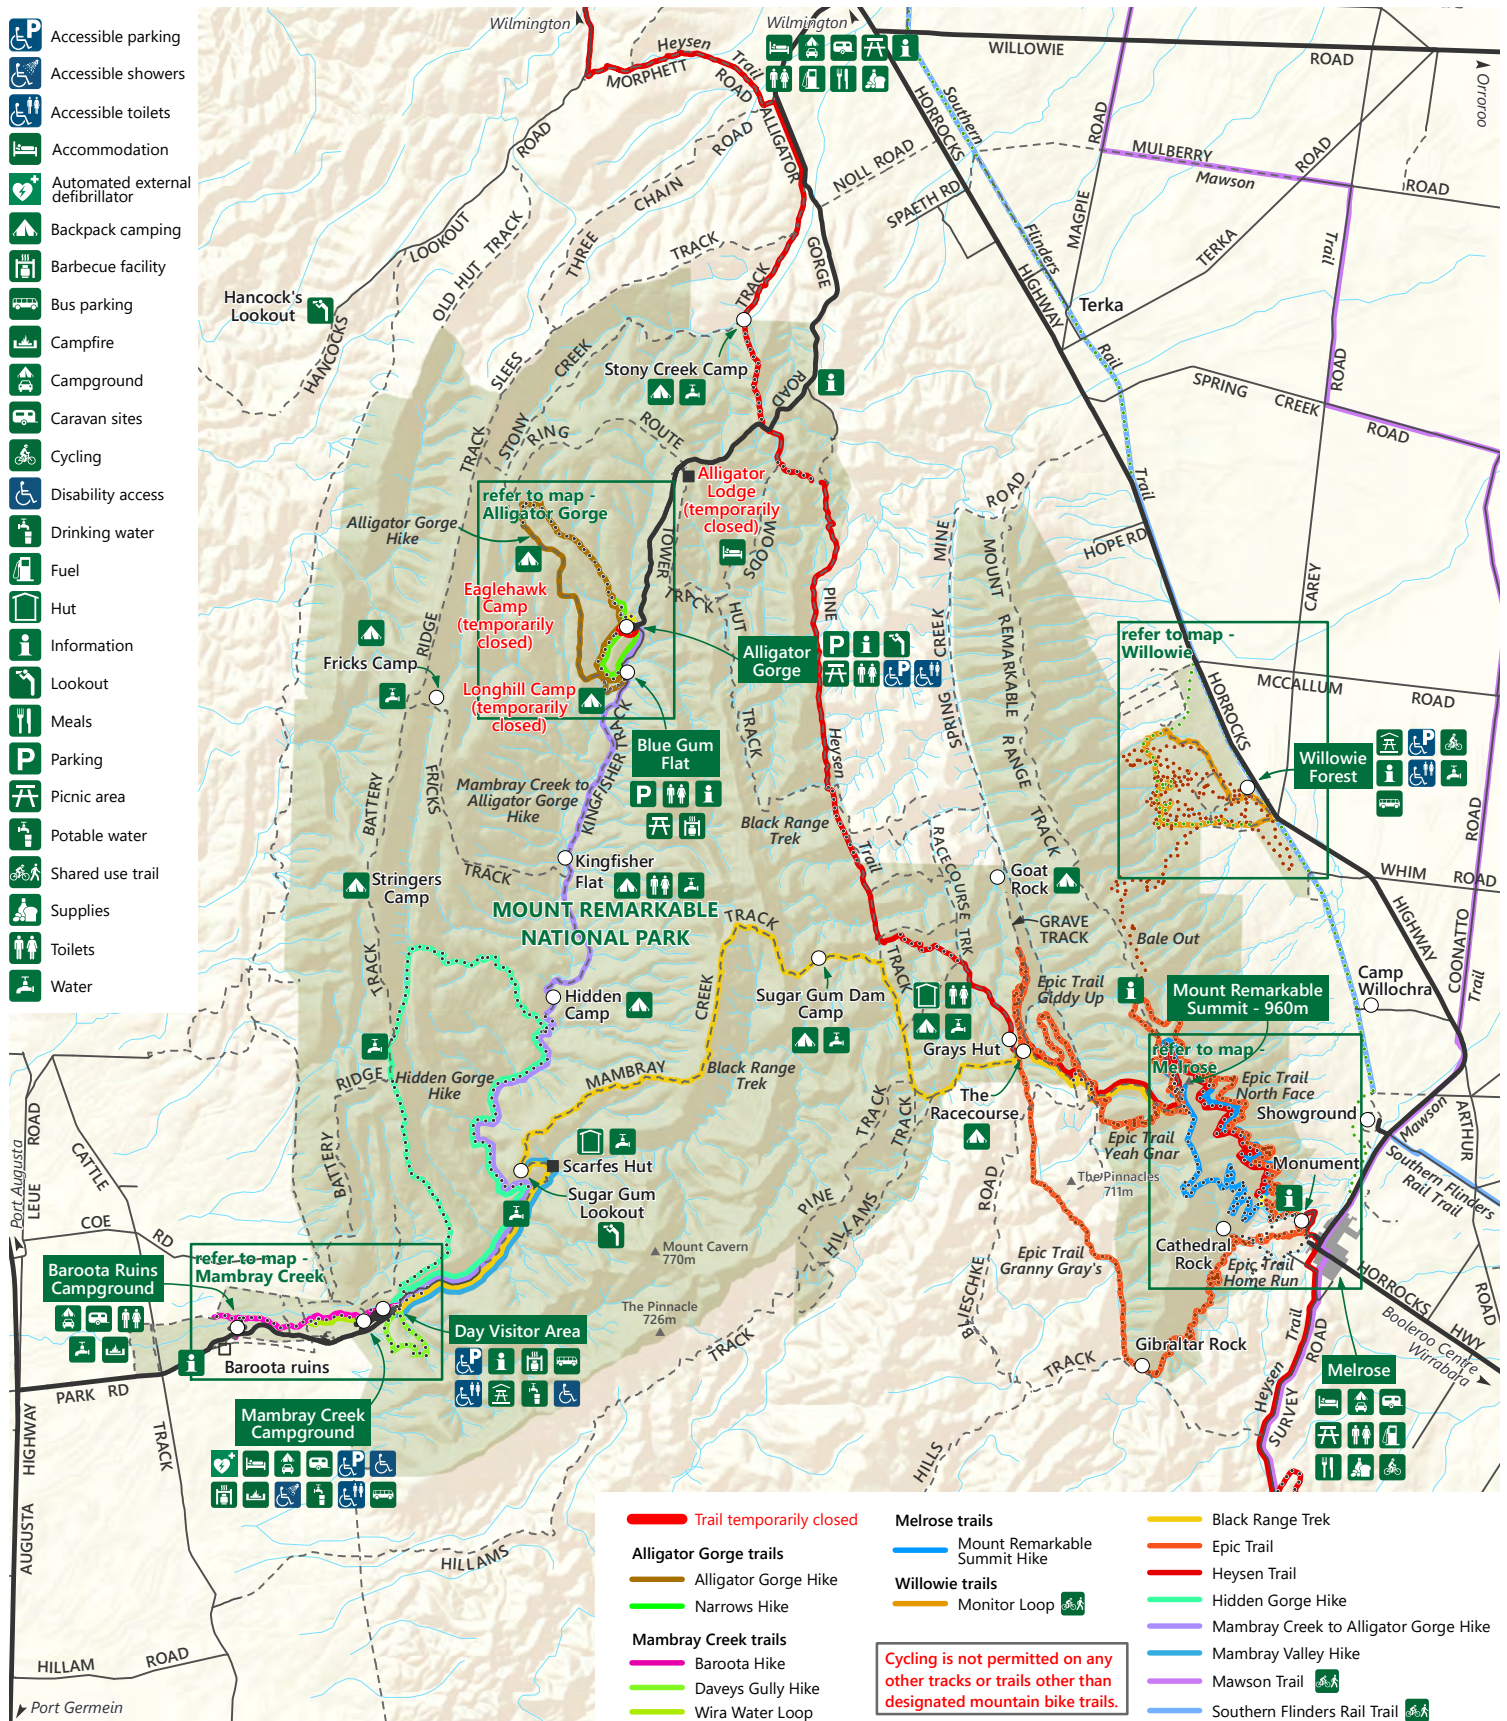 Accessible parking
Accessible showers
Accessible toilets
Accommodation
Automated external
defibrillator
Backpack camping
Barbecue facility
Bus parking
Campfire
Campground
Caravan sites
Cycling
Disability access
Drinking water
Fuel
Hut
Information
Lookout
Meals
Parking
Picnic area
Potable water
Shared use trail
Supplies
Toilets
Water
Wilmington
Wilmington
Heysen
Trail
MORPHETT
ROAD
WILLOWIE
ROAD
Orroroo
ALLIGATOR
GORGE
ROAD
HORROCKS
HIGHWAY
Southern
Flinders
Rail
Trail
NOLL ROAD
SPAETH RD
MAGPIE
ROAD
MULBERRY
ROAD
Mawson
Trail
TERKA
ROAD
Terka
SPRING
CREEK
ROAD
ROAD
HANCOCKS
LOOKOUT
ROAD
Hancock's
Lookout
OLD HUT TRACK
THREE
CHAIN
ROAD
TRACK
TRACK
SLEES
CREEK
STONY
TRACK
RIDGE
BATTERY
TRACK
Stony Creek Camp
RING
ROUTE
refer to map -
Alligator Gorge
Alligator Gorge
Hike
Alligator
Lodge
(temporarily
closed)
Eaglehawk
Camp
(temporarily
closed)
Longhill Camp
(temporarily
closed)
TOWER
TRACK
WOODS
HUT
TRACK
Alligator
Gorge
Blue Gum
Flat
Fricks Camp
FRICKS
TRACK
Mambray Creek to
Alligator Gorge
Hike
KINGFISHER TRACK
Kingfisher
Flat
Stringers
Camp
MOUNT REMARKABLE
NATIONAL PARK
PINE
Heysen
Trail
TRACK
Black Range
Trek
MINE
ROAD
CREEK
SPRING
MOUNT
REMARKABLE
RANGE
TRACK
HOPE RD
CAREY
refer to map -
Willowie
HORROCKS
MCCALLUM
ROAD
Willowie
Forest
ROAD
COONATTO
WHIM
ROAD
HIGHWAY
Trail
RACECOURSE TRK
Goat
Rock
GRAVE
TRACK
Bale Out
Epic Trail
Giddy Up
Mount Remarkable
Summit - 960m
Camp
Willochra
TRACK
CREEK
MAMBRAY
Sugar Gum Dam
Camp
Black Range
Trek
Hidden
Camp
Grays Hut
The
Racecourse
refer to map -
Melrose
Epic Trail
North Face
Showground
Epic Trail
Yeah Gnar
Monument
The Pinnacles
711m
Mawson
ARTHUR
ROAD
Southern Flinders
Rail Trail
RIDGE
BATTERY
Hidden Gorge
Hike
Scarfes Hut
Sugar Gum
Lookout
PINE
TRACK
HILLAMS
TRACK
BLIESCHKE
ROAD
Epic Trail
Granny Gray's
Cathedral
Rock
Epic Trail
Home Run
HORROCKS
HWY
Booleroo Centre
Wirrabara
Mount Cavern
770m
The Pinnacle
726m
TRACK
TRACK
Gibraltar Rock
Heysen
Trail
SURVEY
ROAD
Melrose
HILLS
Port Augusta
LEUE
ROAD
CATTLE
COE
RD
TRACK
refer to map -
Mambray Creek
Baroota Ruins
Campground
Baroota ruins
Day Visitor Area
Mambray Creek
Campground
PARK RD
HIGHWAY
AUGUSTA
HILLAMS
HILLAM
ROAD
Port Germein
Trail temporarily closed
Alligator Gorge trails
Alligator Gorge Hike
Narrows Hike
Mambray Creek trails
Baroota Hike
Daveys Gully Hike
Wira Water Loop
Melrose trails
Mount Remarkable
Summit Hike
Willowie trails
Monitor Loop
Cycling is not permitted on any
other tracks or trails other than
designated mountain bike trails.
Black Range Trek
Epic Trail
Heysen Trail
Hidden Gorge Hike
Mambray Creek to Alligator Gorge Hike
Mambray Valley Hike
Mawson Trail
Southern Flinders Rail Trail